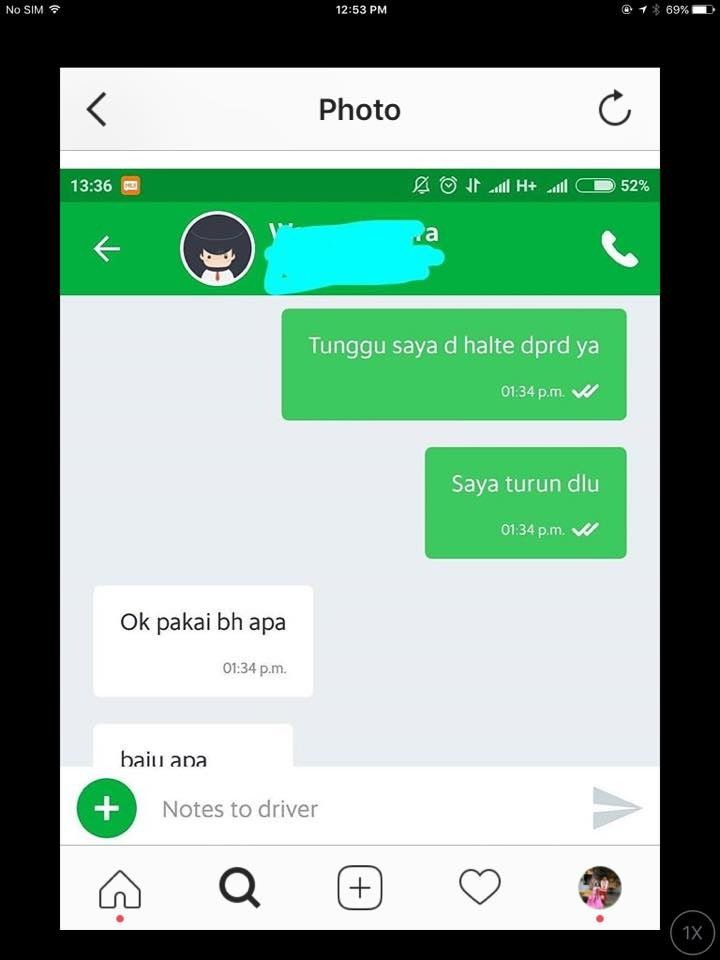 No SIM 12:53 PM 69%
Photo
13:36 H+ 52%
ra
Tunggu saya d halte dprd ya
01:34 p.m.
Saya turun dlu
01:34 p.m.
Ok pakai bh apa
01:34 p.m.
baju apa
Notes to driver
1X